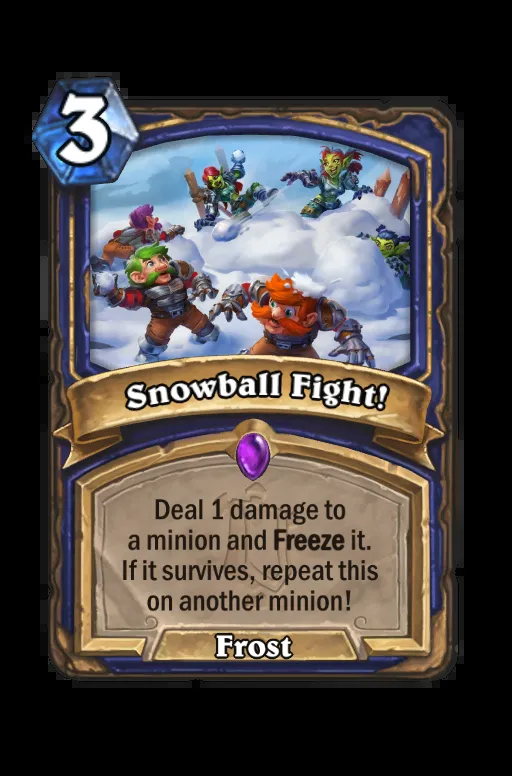 3
Snowball Fight!
Deal 1 damage to
a minion and Freeze it.
If it survives, repeat this
on another minion!
Frost